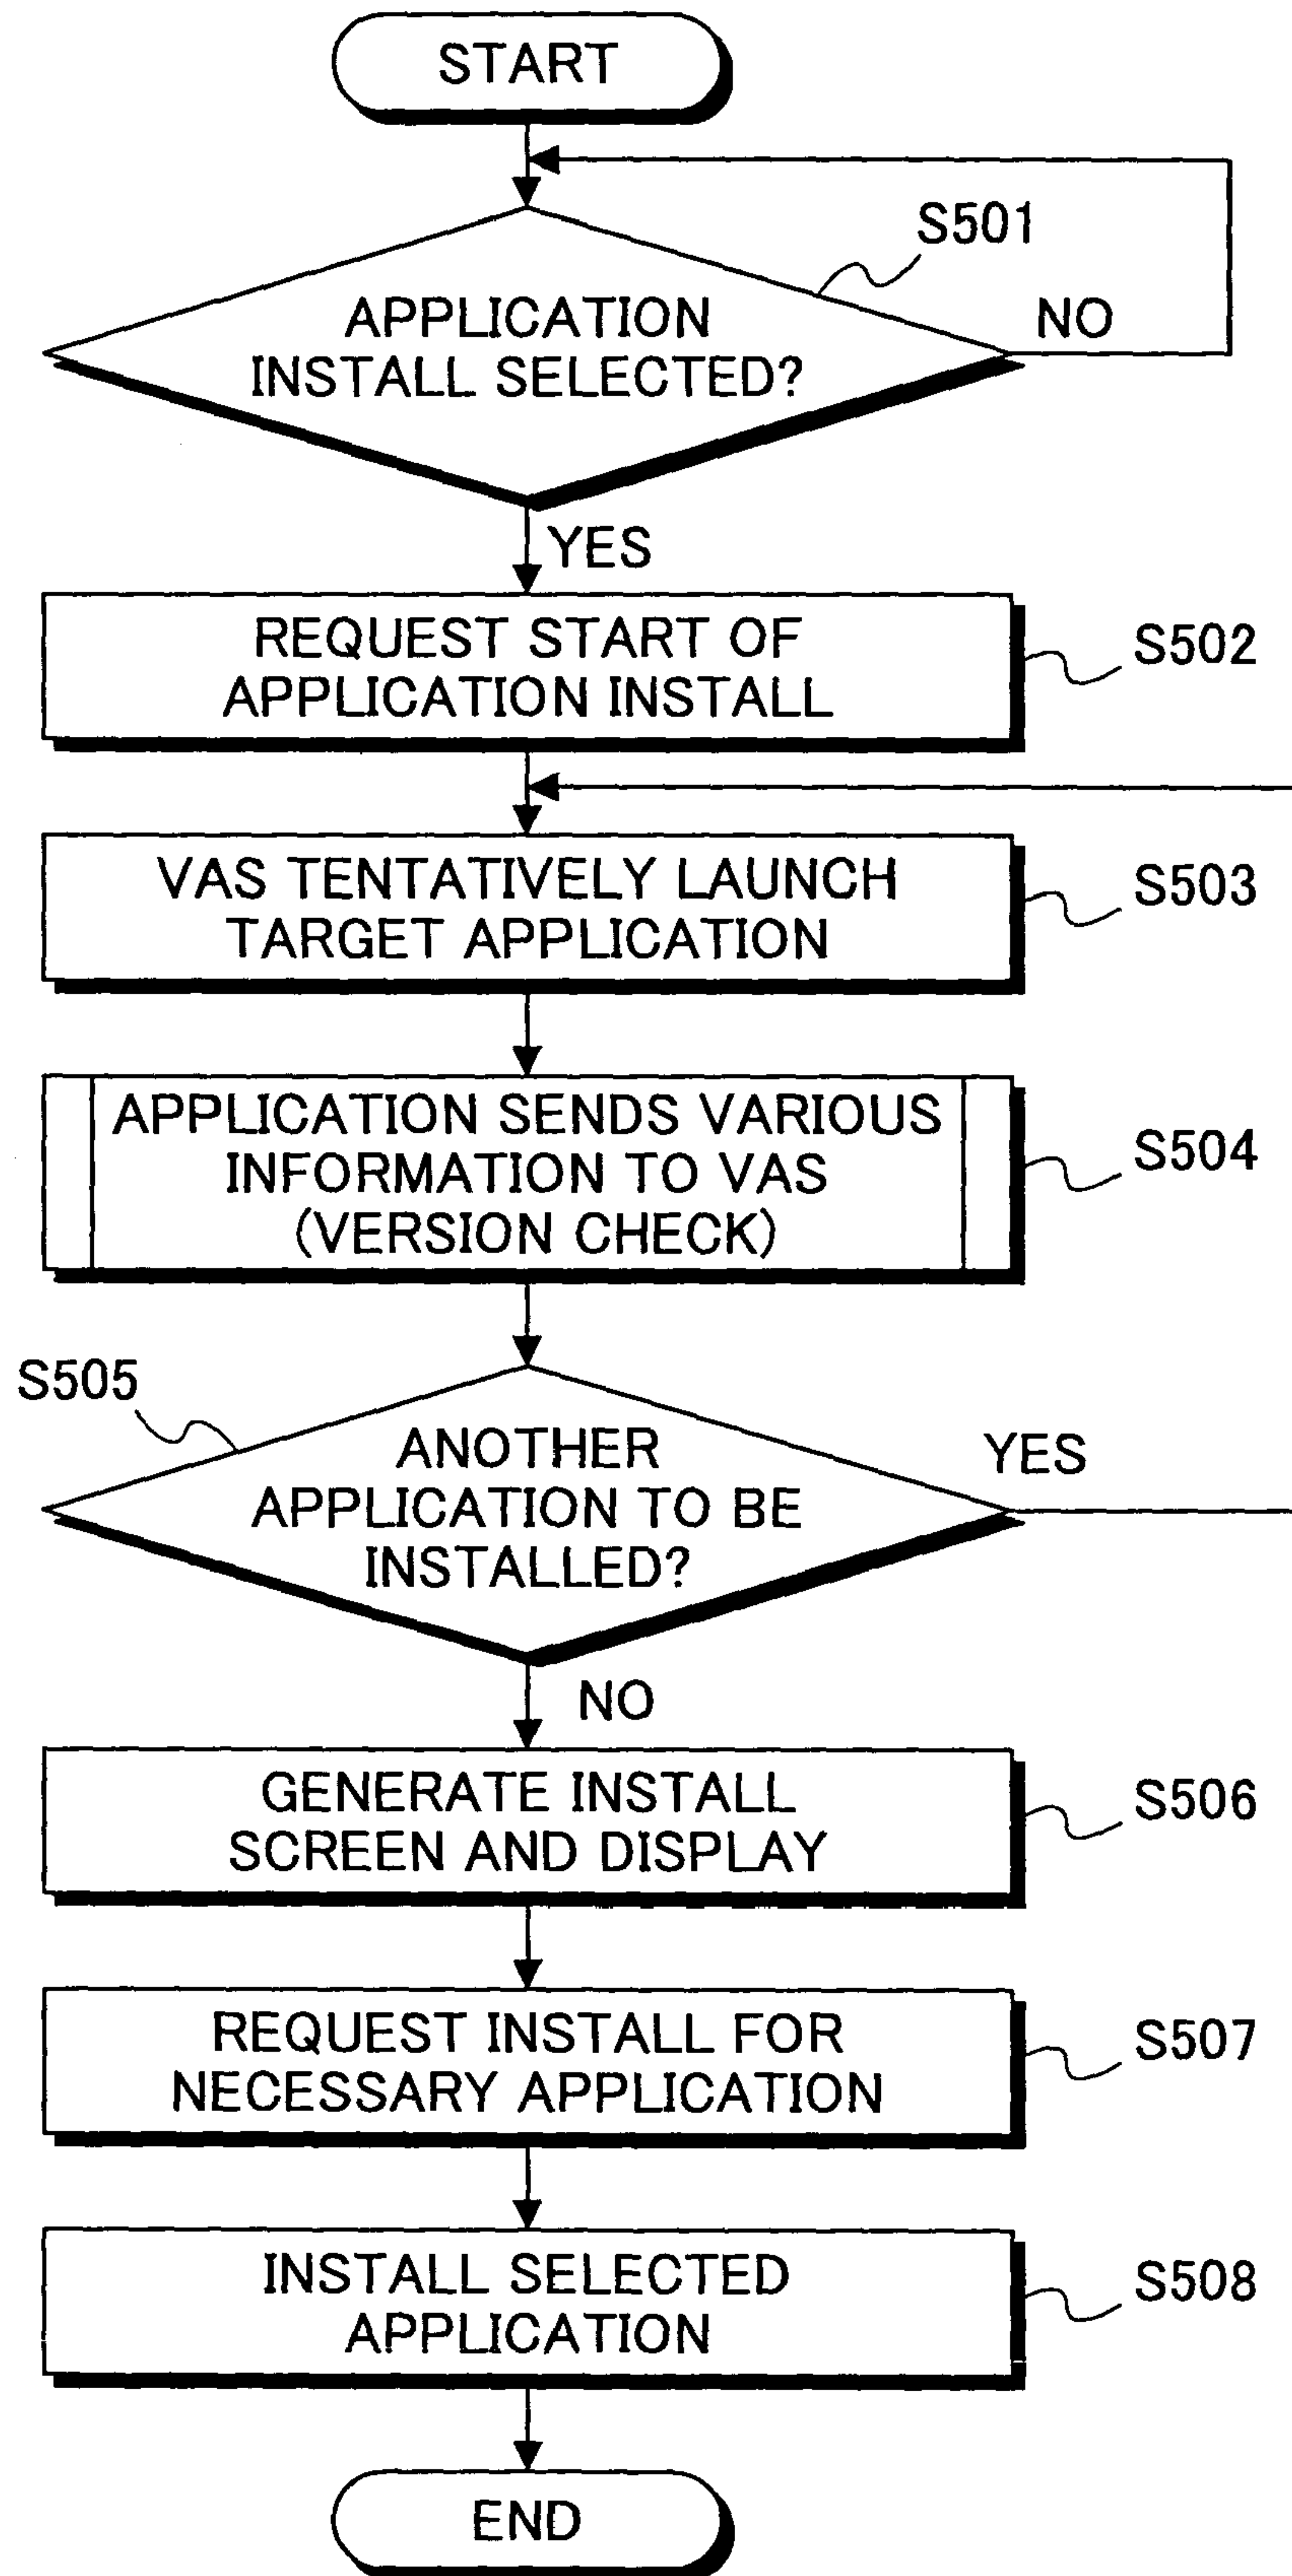 START
S501
APPLICATION
INSTALL SELECTED?
NO
YES
REQUEST START OF
APPLICATION INSTALL
S502
VAS TENTATIVELY LAUNCH
TARGET APPLICATION
S503
APPLICATION SENDS VARIOUS
INFORMATION TO VAS
(VERSION CHECK)
S504
S505
ANOTHER
APPLICATION TO BE
INSTALLED?
YES
NO
GENERATE INSTALL
SCREEN AND DISPLAY
S506
REQUEST INSTALL FOR
NECESSARY APPLICATION
S507
INSTALL SELECTED
APPLICATION
S508
END